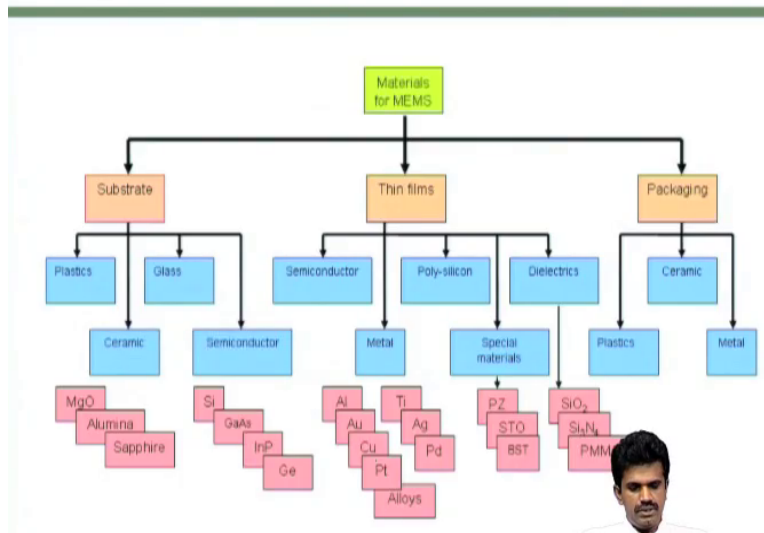 Materials
for MEMS
Substrate
Thin films
Packaging
Plastics
Glass
Semiconductor
Poly-silicon
Dielectrics
Ceramic
Ceramic
Semiconductor
Metal
Special
materials
Plastics
Metal
MgO
Alumina
Sapphire
Si
GaAs
InP
Ge
Al
Au
Cu
Pt
Alloys
Ti
Ag
Pd
PZ
STO
BST
SiO₂
Si₃N₄
PMM